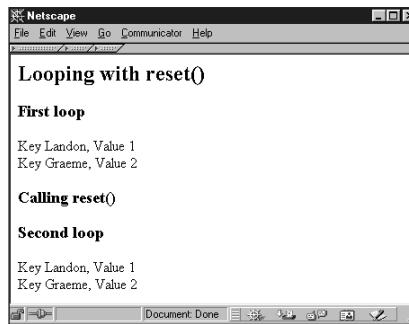 Netscape
File Edit View Go Communicator Help
Looping with reset()
First loop
Key Landon, Value 1
Key Graeme, Value 2
Calling reset()
Second loop
Key Landon, Value 1
Key Graeme, Value 2
Document: Done